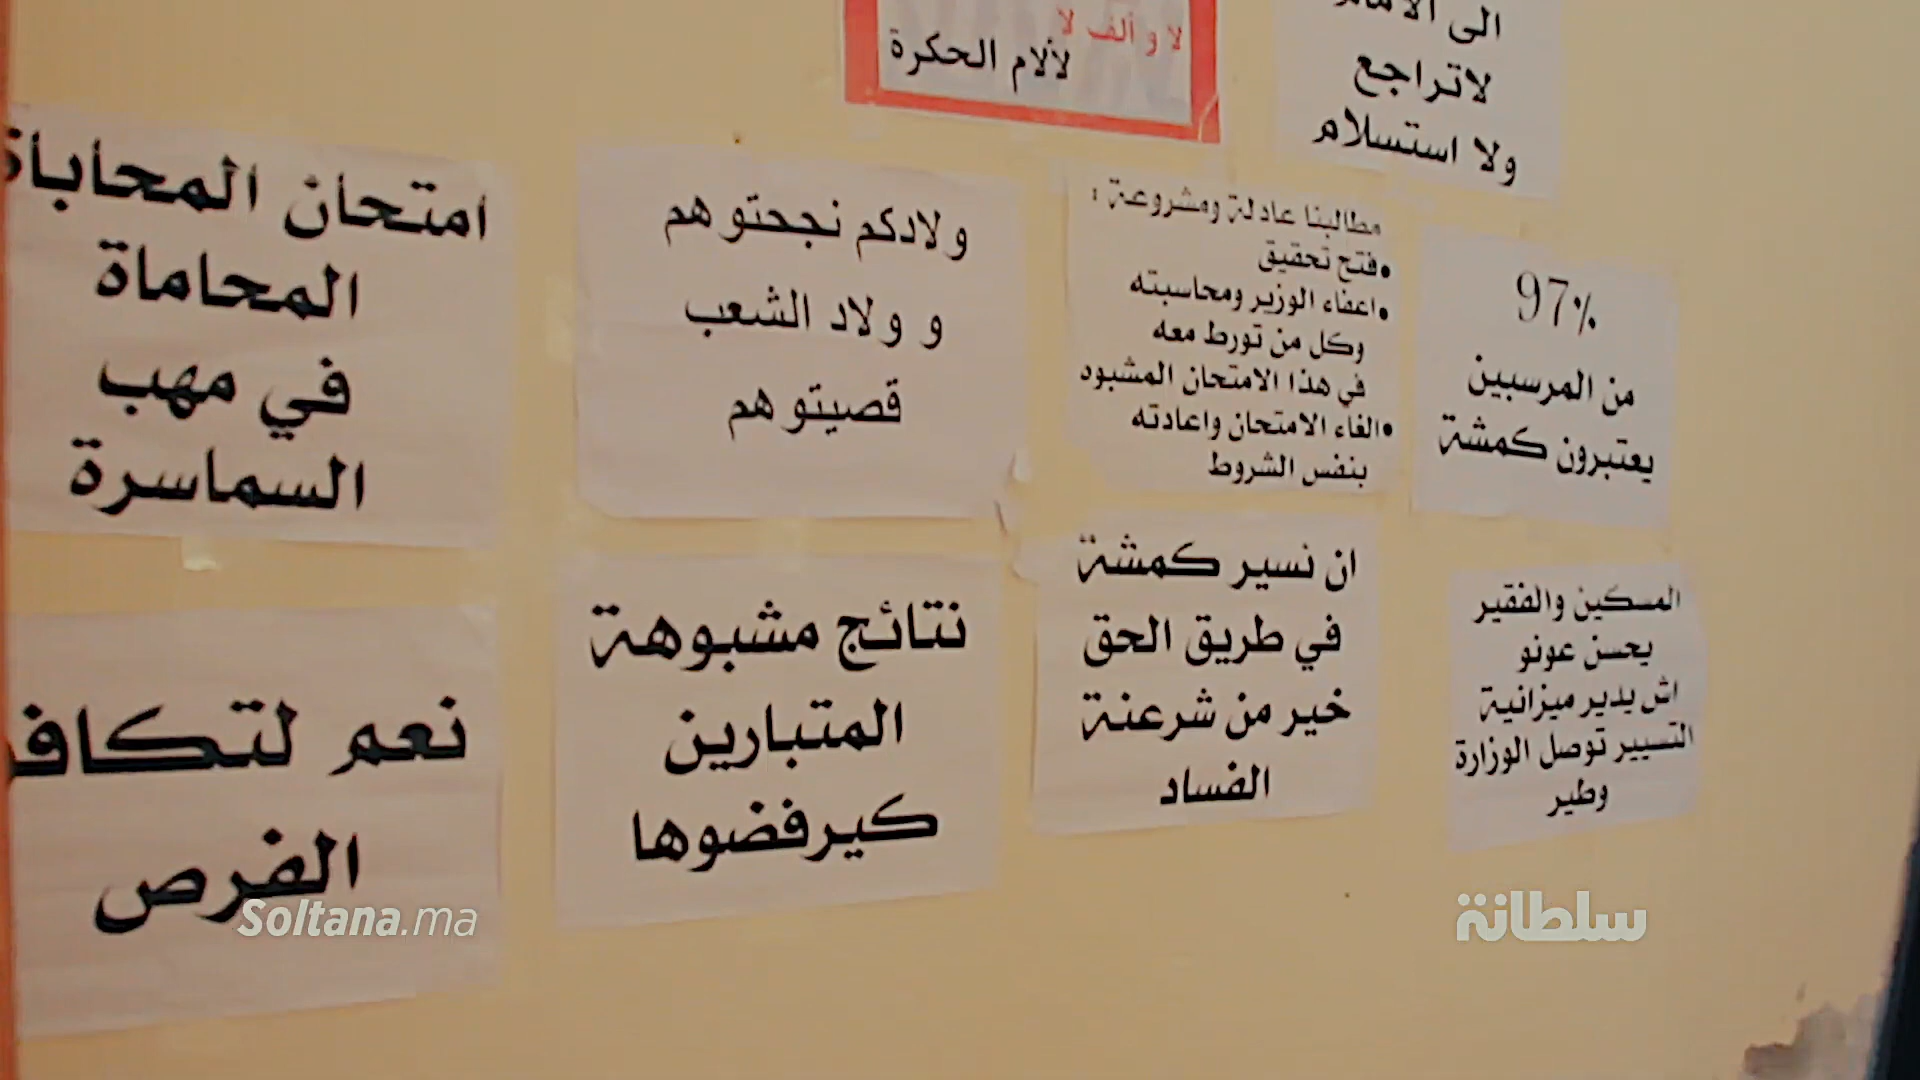 لا و ألف لا
لألام الحكرة
الى الامام
لاتراجع
ولا استسلام
امتحان المحاباة
المحاماة
في مهب
السماسرة
ولادكم نجحتوهم
و ولاد الشعب
قصيتوهم
مطالبنا عادلة ومشروعة :
•فتح تحقيق
•اعفاء الوزير ومحاسبته
وكل من تورط معه
في هذا الامتحان المشبوه
•الغاء الامتحان واعادته
بنفس الشروط
97%
من المرسبين
يعتبرون كمشة
نعم لتكافؤ
الفرص
نتائج مشبوهة
المتبارين
كيرفضوها
ان نسير كمشة
في طريق الحق
خير من شرعنة
الفساد
المسكين والفقير
يحسن عونو
اش يدير ميزانية
التسيير توصل الوزارة
وطير
Soltana.ma
سلطانة